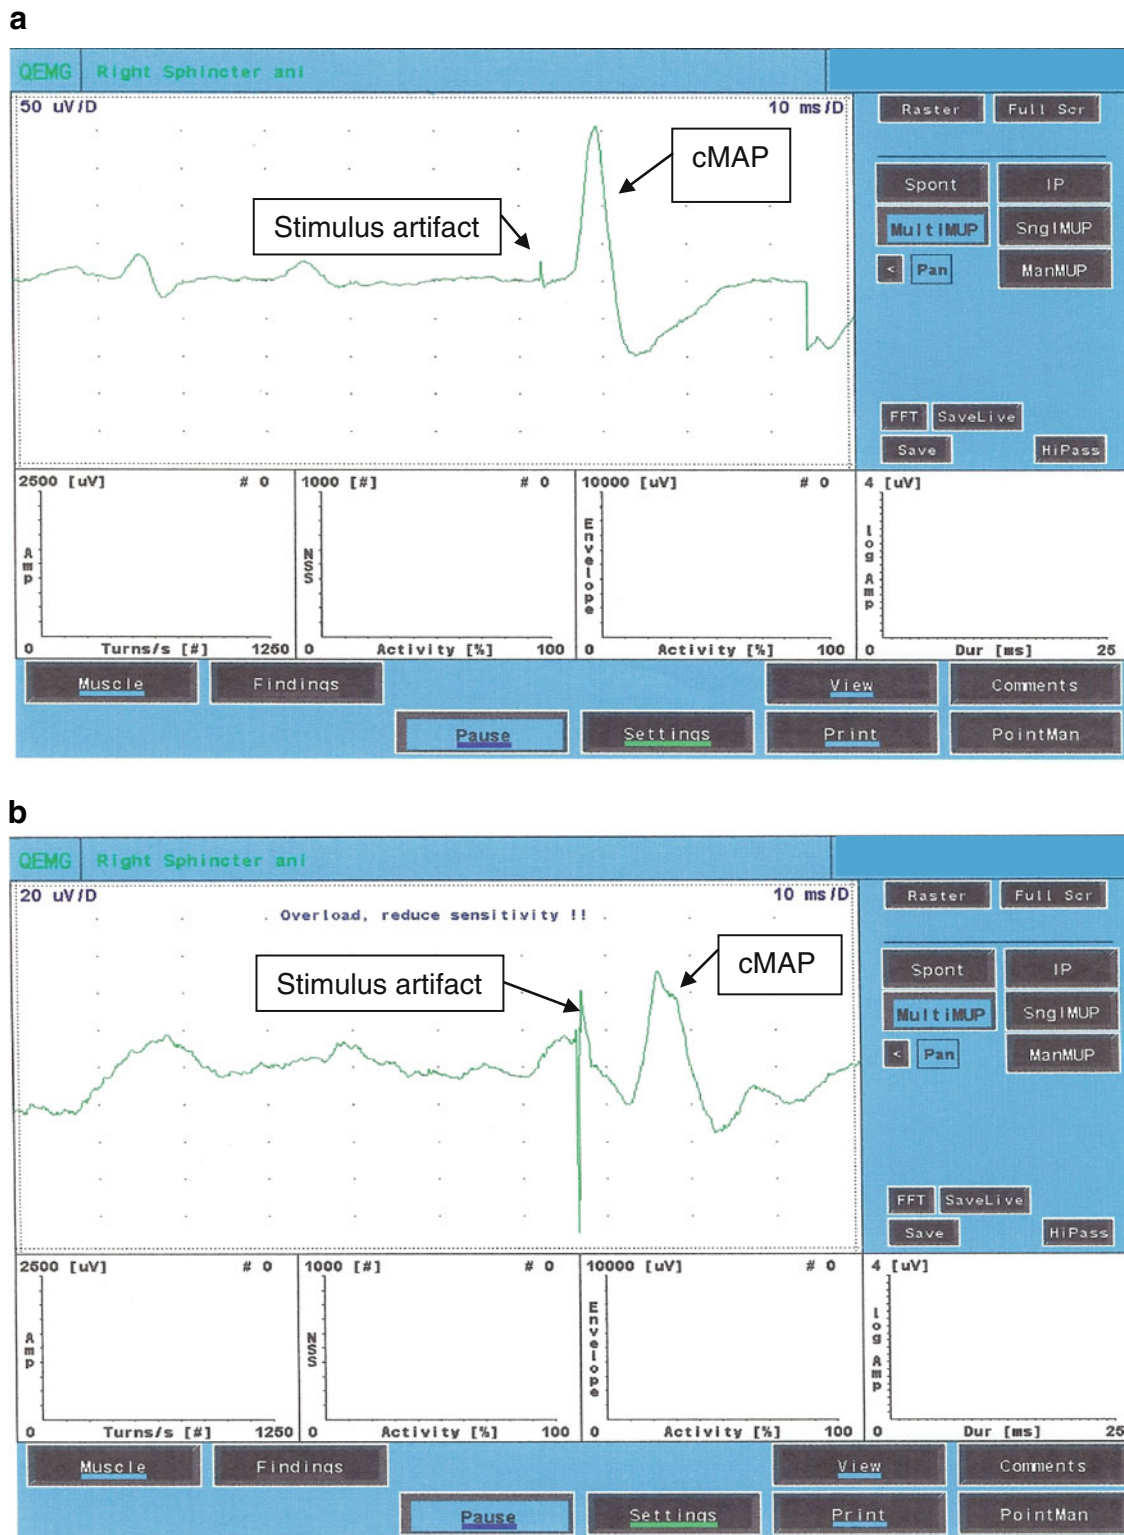 a
QEMG Right Sphincter ani
50 uV/D 10 ms/D
Raster Full Scr
cMAP
Stimulus artifact
Spont IP
MultiMUP SnglMUP
< Pan ManMUP
FFT SaveLive
Save HiPass
2500 [uV] # 0 1000 [#] # 0 10000 [uV] # 0 4 [uV]
Amp NSS Envelope log Amp
0 Turns/s [#] 1250 0 Activity [%] 100 0 Activity [%] 100 0 Dur [ms] 25
Muscle Findings View Comments
Pause Settings Print PointMan
b
QEMG Right Sphincter ani
20 uV/D 10 ms/D
Raster Full Scr
Overload, reduce sensitivity !!
cMAP
Stimulus artifact
Spont IP
MultiMUP SnglMUP
< Pan ManMUP
FFT SaveLive
Save HiPass
2500 [uV] # 0 1000 [#] # 0 10000 [uV] # 0 4 [uV]
Amp NSS Envelope log Amp
0 Turns/s [#] 1250 0 Activity [%] 100 0 Activity [%] 100 0 Dur [ms] 25
Muscle Findings View Comments
Pause Settings Print PointMan